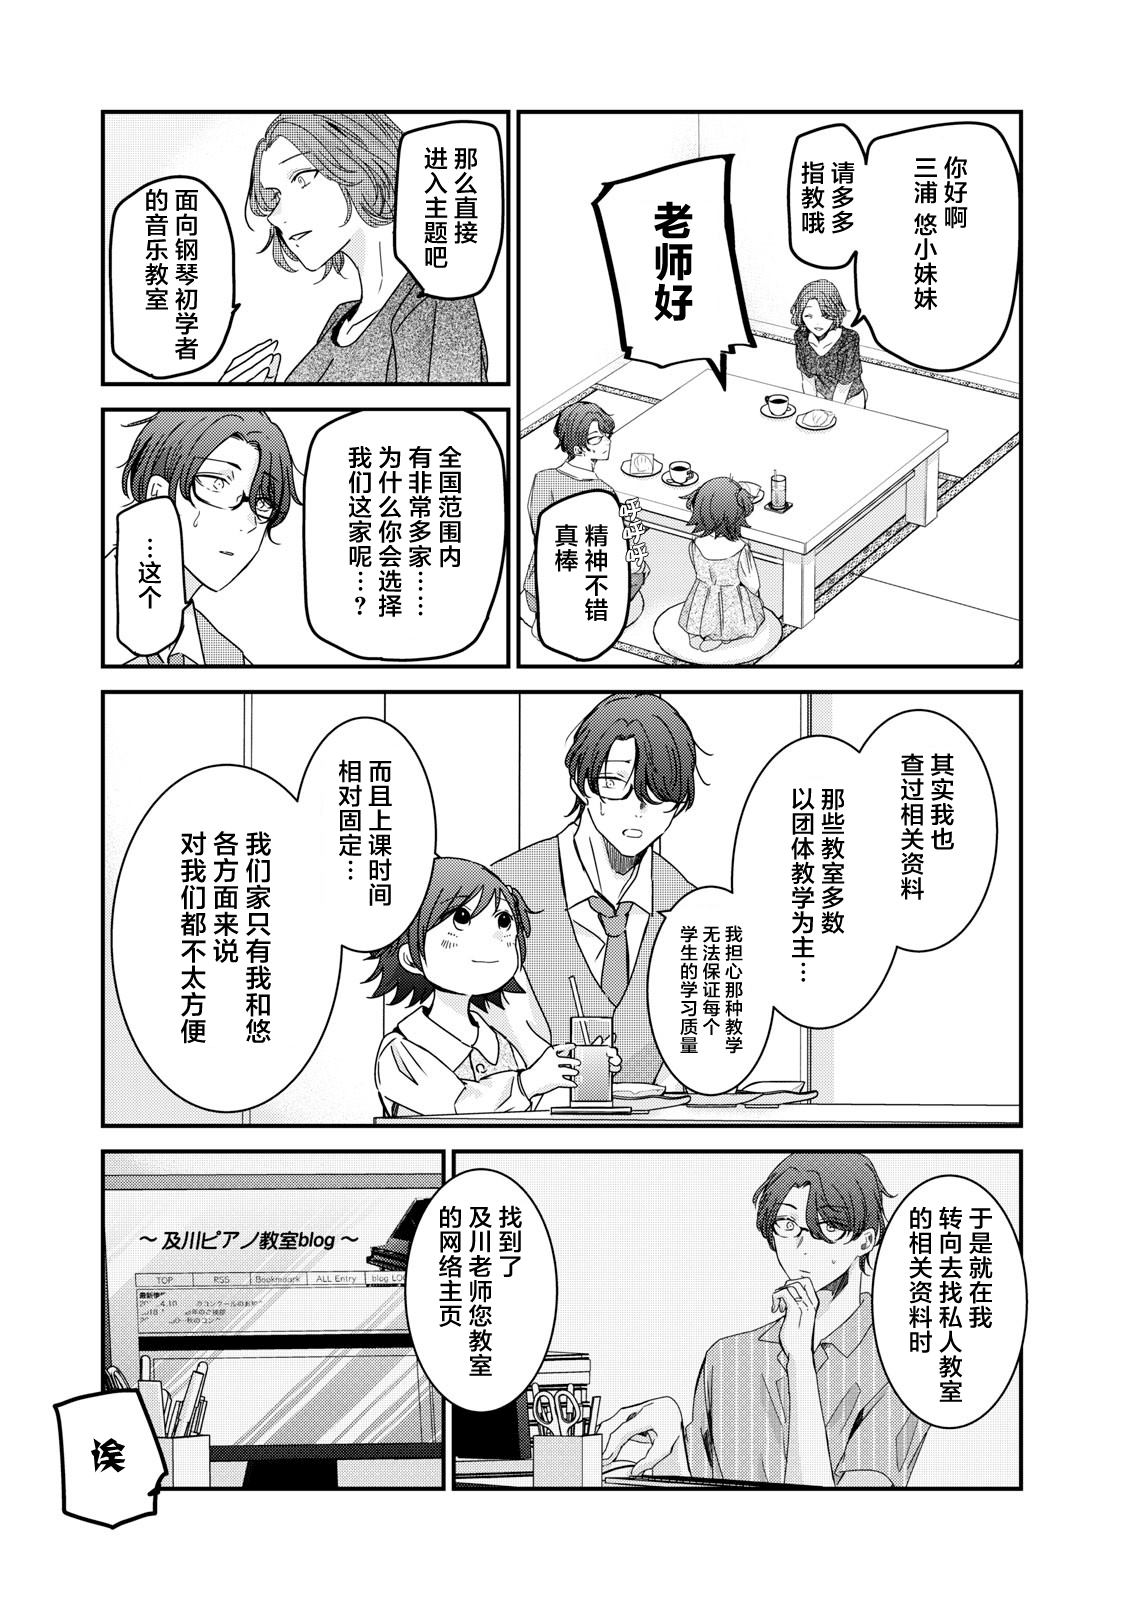 你好啊
三浦 悠小妹妹
请多多
指教哦
老师好
呼呼呼
精神不错
真棒
那么直接
进入主题吧
面向钢琴初学者
的音乐教室
全国范围内
有非常多家……
为什么你会选择
我们这家呢…?
…这个
其实我也
查过相关资料
那些教室多数
以团体教学为主…
我担心那种教学
无法保证每个
学生的学习质量
而且上课时间
相对固定…
我们家只有我和悠
各方面来说
对我们都不太方便
于是就在我
转向去找私人教室
的相关资料时
找到了
及川老师您教室
的网络主页
～及川ピアノ教室blog～
TOP
RSS
Bookmark
ALL Entry
blog
最新情報
诶